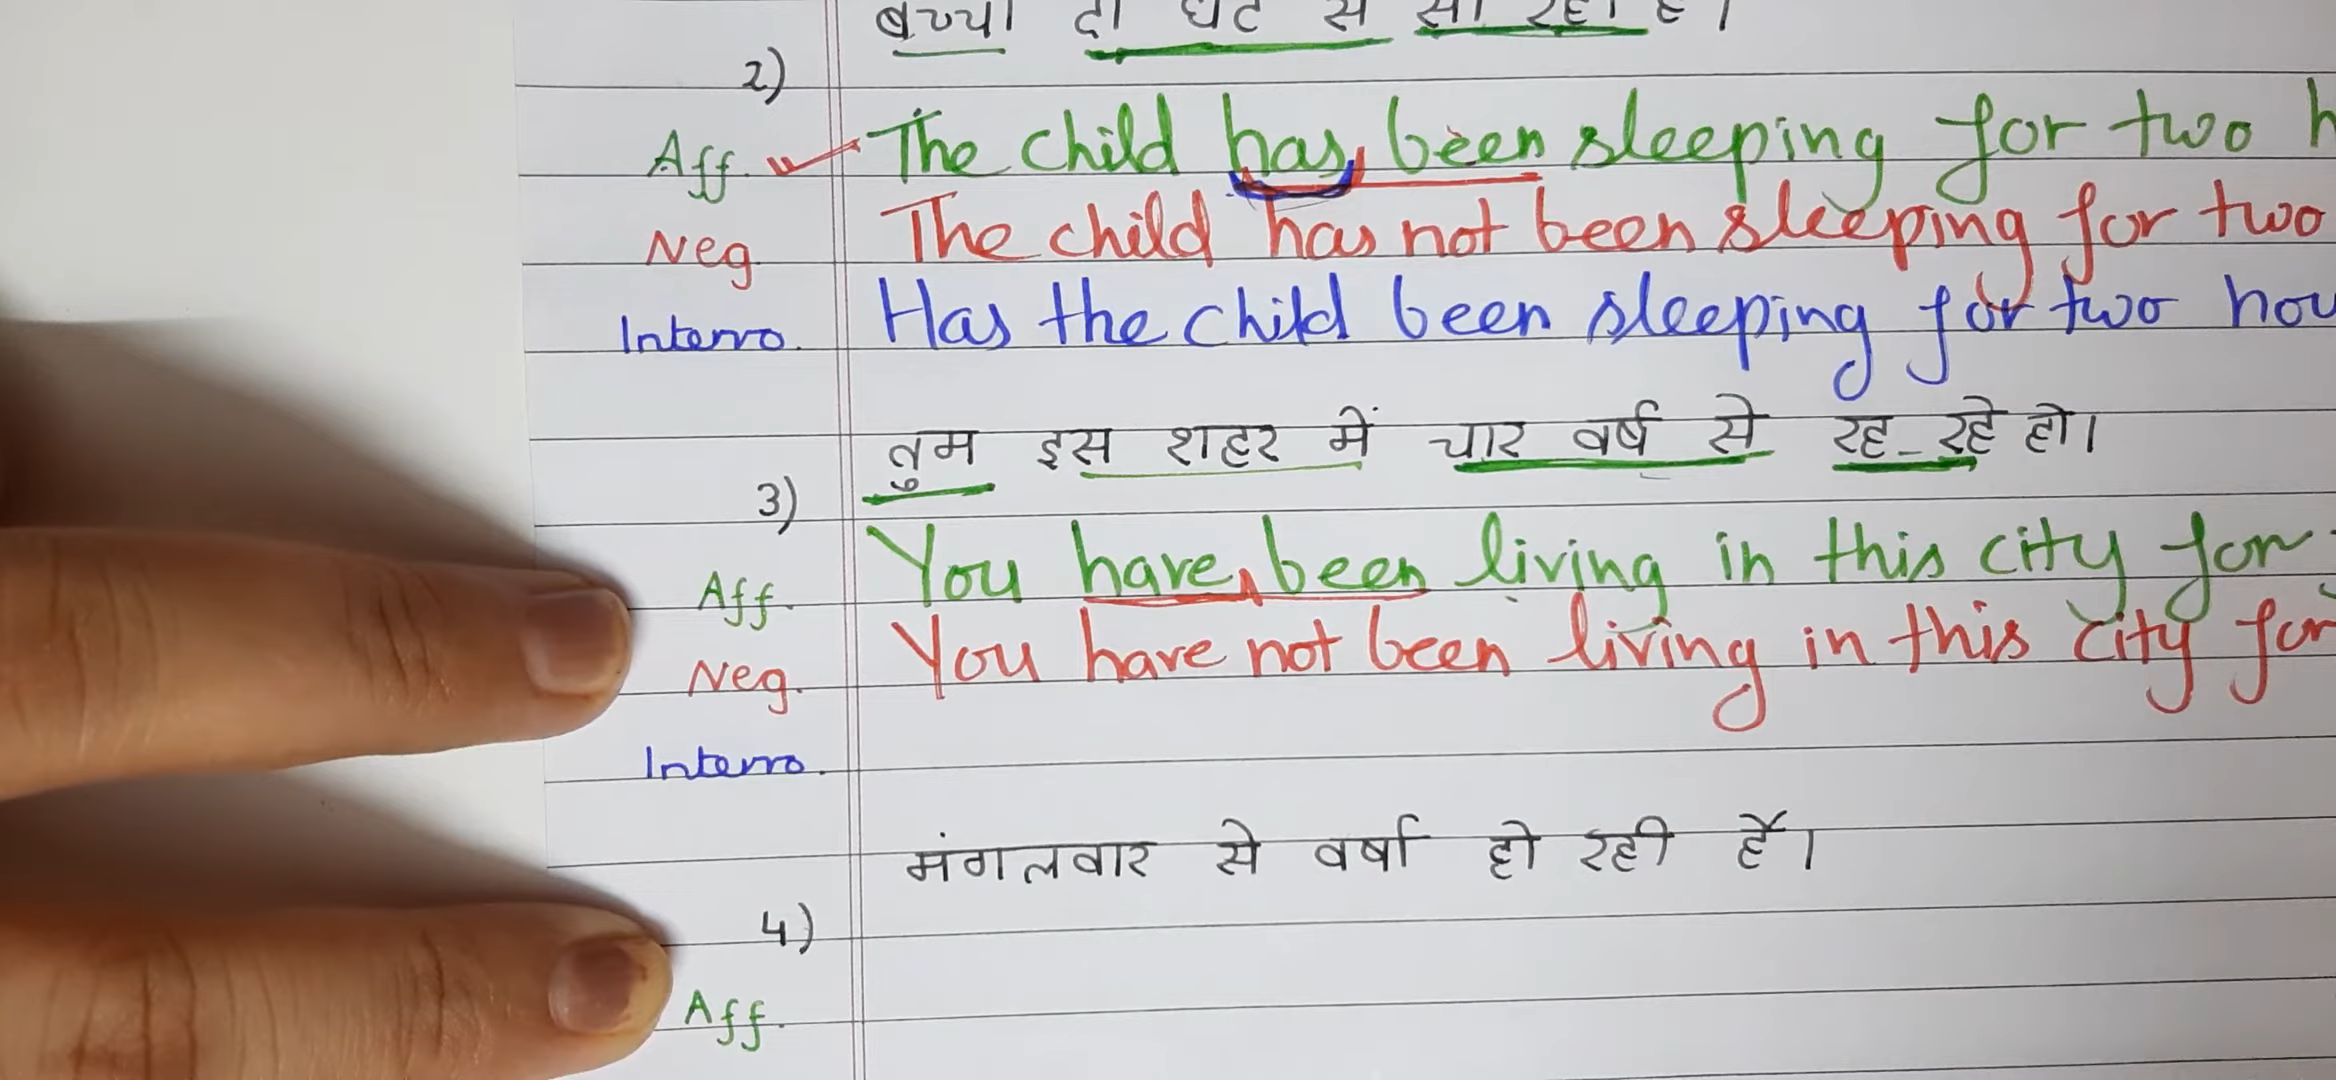 बच्चा दो घंटे से सो रहा है।
2)
Aff. The child has been sleeping for two h
Neg. The child has not been sleeping for two
Interro. Has the child been sleeping for two hou
तुम इस शहर में चार वर्ष से रह रहे हो।
3)
Aff. You have been living in this city for
Neg. You have not been living in this city for
Interro.
मंगलवार से वर्षा हो रही हैं।
4)
Aff.